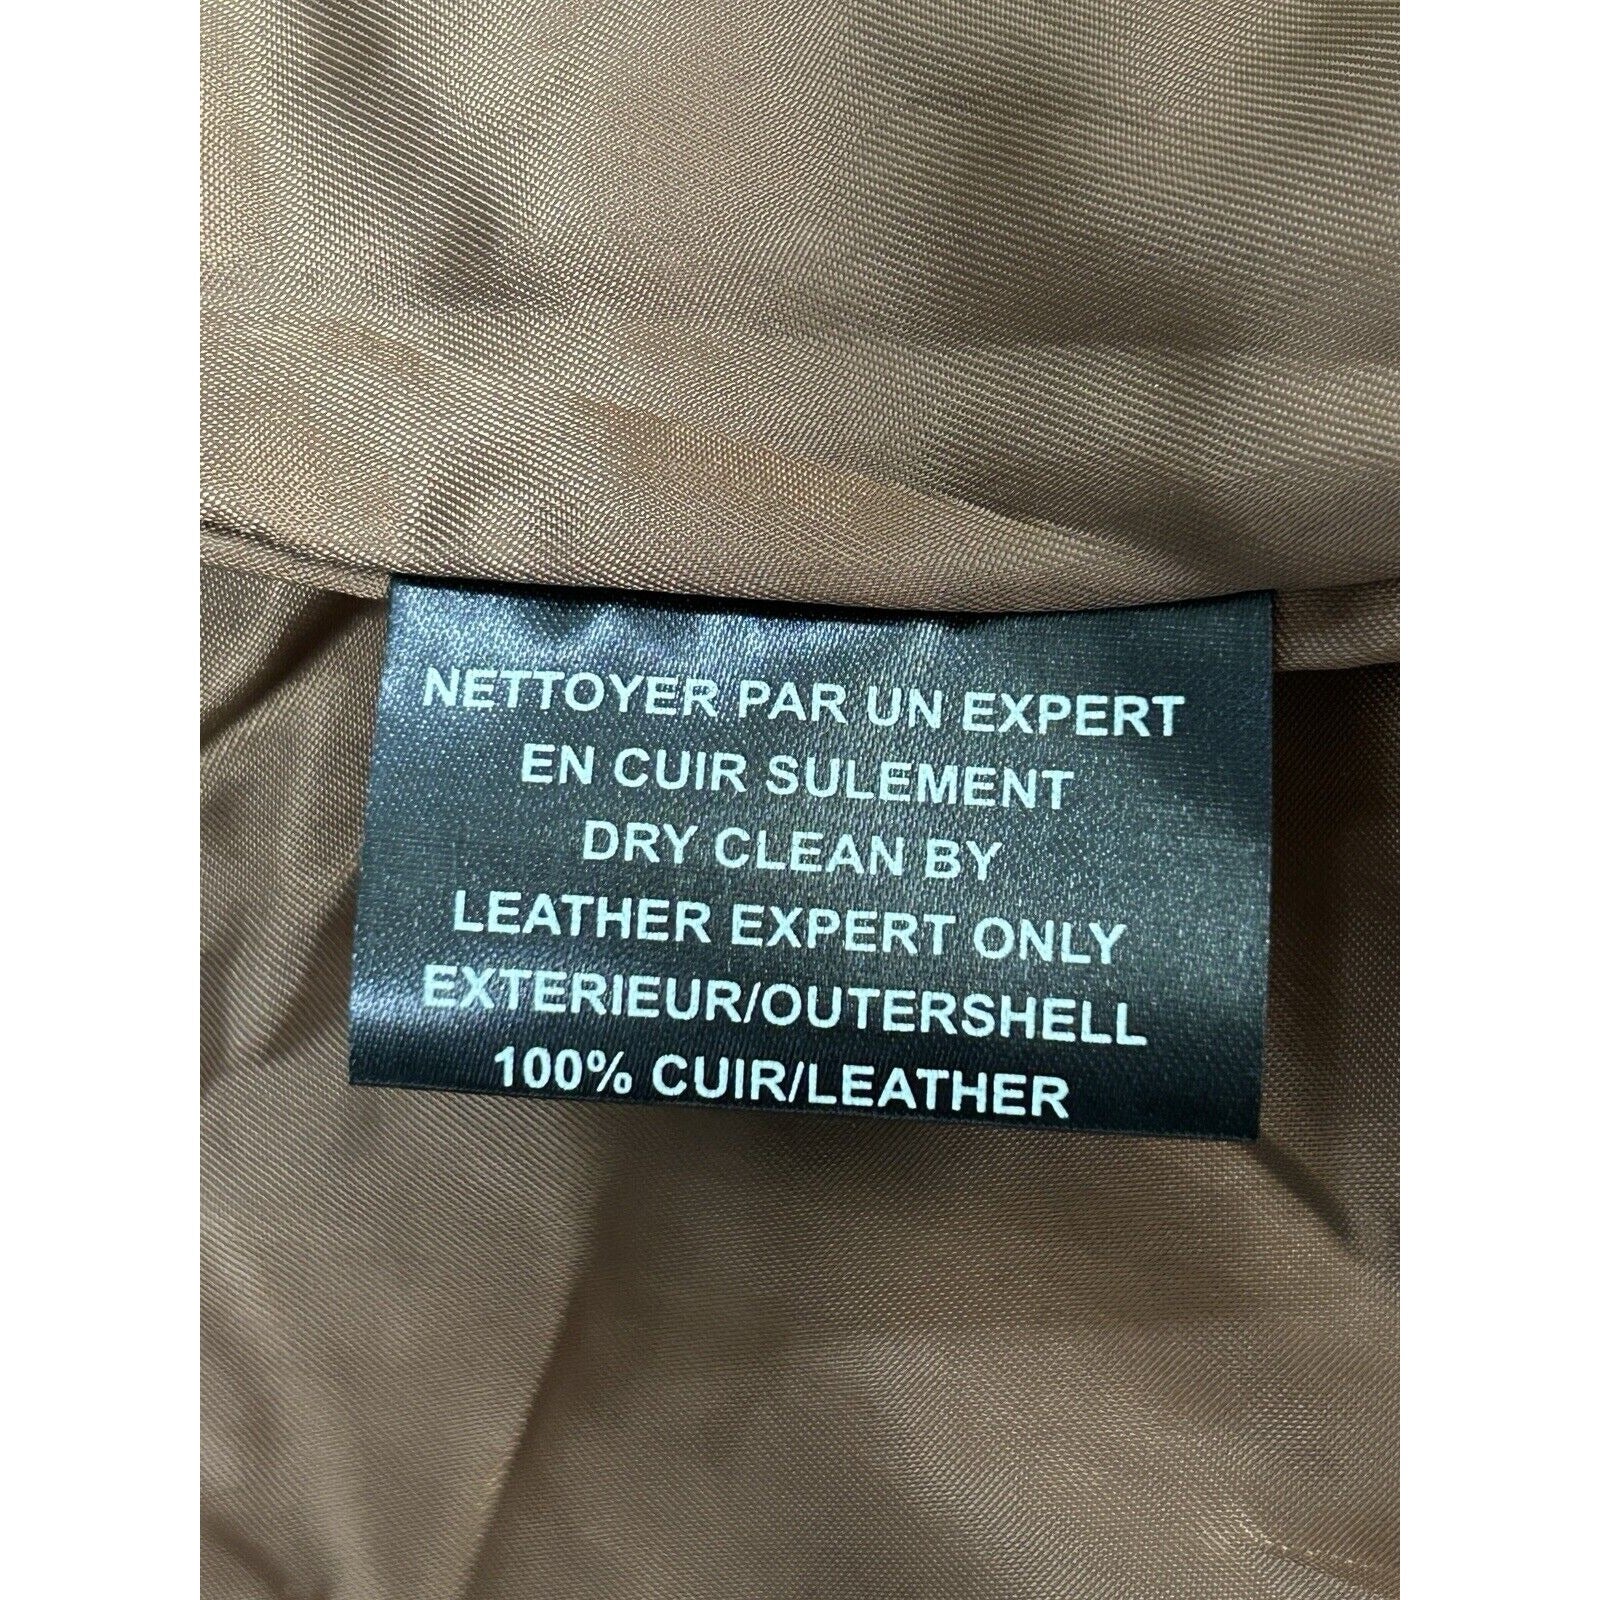 NETTOYER PAR UN EXPERT
EN CUIR SULEMENT
DRY CLEAN BY
LEATHER EXPERT ONLY
EXTERIEUR/OUTERSHELL
100% CUIR/LEATHER